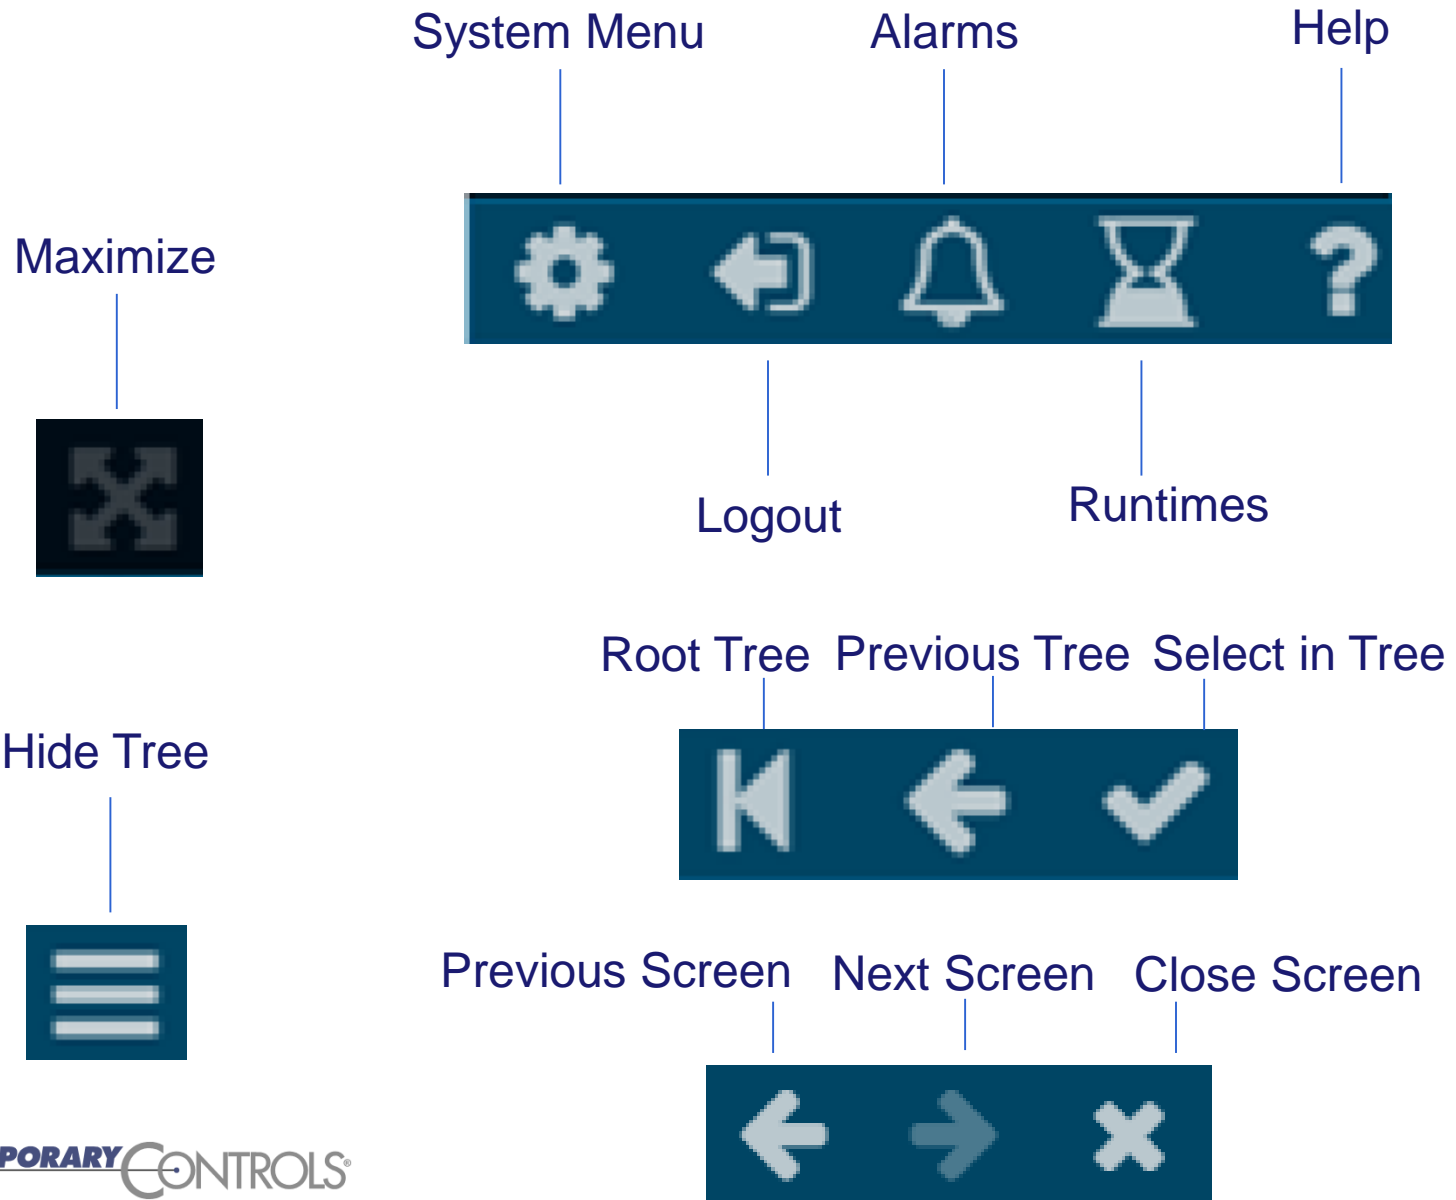 System Menu
Alarms
Help
Maximize
Logout
Runtimes
Root Tree
Previous Tree
Select in Tree
Hide Tree
Previous Screen
Next Screen
Close Screen
PORARY CONTROLS®